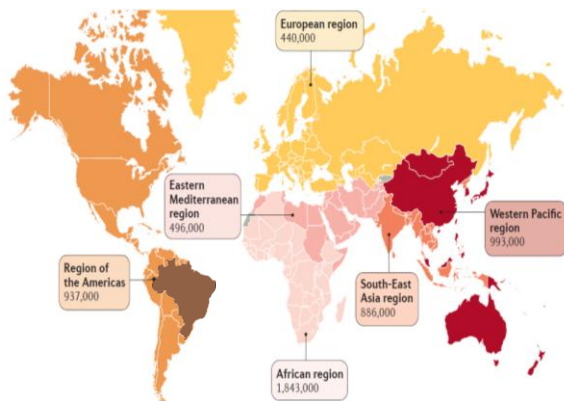 European region
440,000
Eastern
Mediterranean
region
496,000
Western Pacific
region
993,000
Region of
the Americas
937,000
South-East
Asia region
886,000
African region
1,843,000